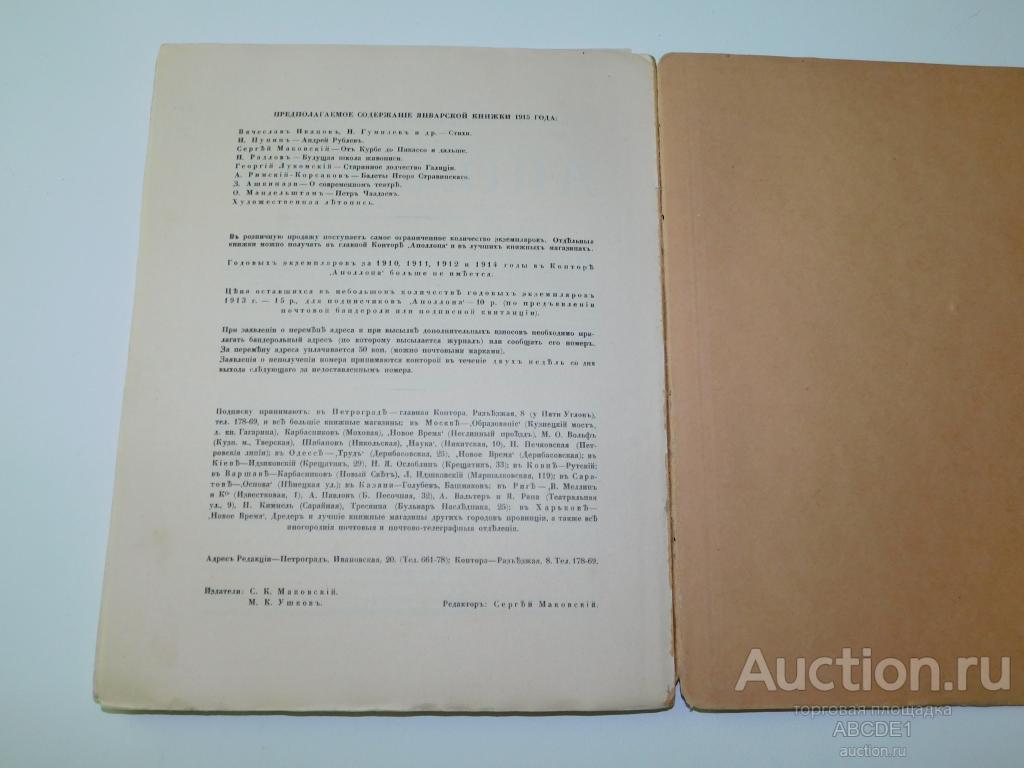 ПРЕДПОЛАГАЕМОЕ СОДЕРЖАНІЕ ЯНВАРСКОЙ КНИЖКИ 1915 ГОДА:
Вячеславъ Ивановъ, Н. Гумилевъ и др. — Стихи.
Н. Пунинъ — Андрей Рублевъ.
Сергѣй Маковскій — Отъ Курбе до Пикассо и дальше.
Н. Радловъ — Будущая школа живописи.
Георгій Лукомскій — Старинное зодчество Галиціи.
А. Римскій-Корсаковъ — Балеты Игоря Стравинскаго.
З. Ашкинази — О современномъ театрѣ.
О. Мандельштамъ — Петръ Чаадаевъ.
Художественная лѣтопись.
Въ розничную продажу поступаетъ самое ограниченное количество экземпляровъ. Отдѣльныя
книжки можно получать въ главной Конторѣ ‚Аполлона‘ и въ лучшихъ книжныхъ магазинахъ.
Годовыхъ экземпляровъ за 1910, 1911, 1912 и 1914 годы въ Конторѣ
‚Аполлона‘ больше не имѣется.
Цѣна оставшихся въ небольшомъ количествѣ годовыхъ экземпляровъ
1913 г. — 15 р., для подписчиковъ ‚Аполлона‘ — 10 р. (по предъявленіи
почтовой бандероли или подписной квитанціи).
При заявленіи о перемѣнѣ адреса и при высылкѣ дополнительныхъ взносовъ необходимо при-
лагать бандерольный адресъ (по которому высылается журналъ) или сообщать его номеръ.
За перемѣну адреса уплачивается 50 коп. (можно почтовыми марками).
Заявленія о неполученіи номера принимаются конторой въ теченіе двухъ недѣль со дня
выхода слѣдующаго за недоставленнымъ номера.
Подписку принимаютъ: въ Петроградѣ — главная Контора, Разъѣзжая, 8 (у Пяти Угловъ),
тел. 178-69, и всѣ большіе книжные магазины; въ Москвѣ — ‚Образованіе‘ (Кузнецкій мостъ,
д. кн. Гагарина), Карбасниковъ (Моховая), ‚Новое Время‘ (Неглинный проѣздъ), М. О. Вольфъ
(Кузн. м., Тверская), Шибановъ (Никольская), ‚Наука‘, (Никитская, 10), Н. Печковская (Пет-
ровскія линіи); въ Одессѣ — ‚Трудъ‘ (Дерибасовская, 25), ‚Новое Время‘ (Дерибасовская); въ
Кіевѣ — Идзиковскій (Крещатикъ, 29), Н. Я. Оглоблинъ (Крещатикъ, 33); въ Ковнѣ — Рутскій;
въ Варшавѣ — Карбасниковъ (Новый Свѣтъ), Л. Идзиковскій (Маршалковская, 119); въ Сара-
товѣ — ‚Основа‘ (Нѣмецкая ул.); въ Казани — Голубевъ, Башмаковъ; въ Ригѣ — ‚В. Меллинъ
и К⁰‘ (Известковая, 1), А. Павловъ (Б. Песочная, 32), А. Вальтеръ и Я. Рапа (Театральная
ул., 9), Н. Киммель (Сарайная), Тресkина (Бульваръ Наслѣдника, 25); въ Харьковѣ —
‚Новое Время‘, Дредеръ и лучшіе книжные магазины другихъ городовъ провинціи, а также всѣ
иногороднія почтовыя и почтово-телеграфныя отдѣленія.
Адресъ Редакціи — Петроградъ, Ивановская, 20. (Тел. 661-78); Контора — Разъѣзжая, 8. Тел. 178-69.
Издатели: С. К. Маковскій.
М. К. Ушковъ.
Редакторъ: Сергѣй Маковскій.
Auction.ru
торговая площадка
ABCDE1
auction.ru